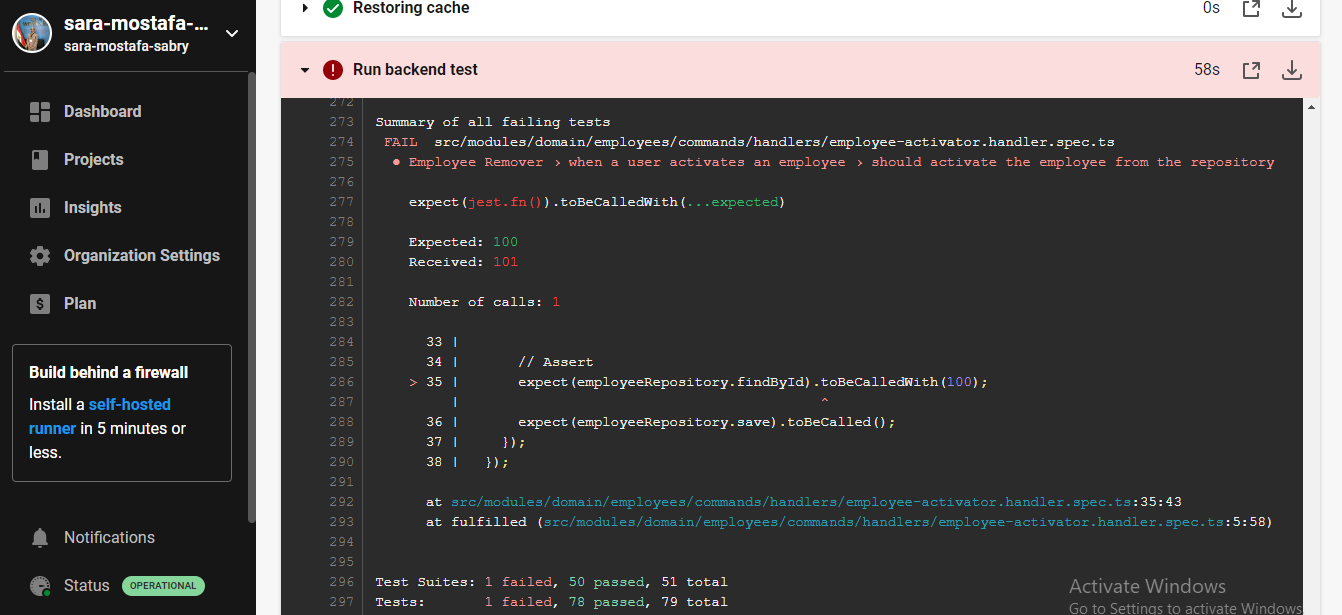 sara-mostafa-...
sara-mostafa-sabry
Dashboard
Projects
Insights
Organization Settings
$ Plan
Build behind a firewall
Install a self-hosted
runner in 5 minutes or
less.
Notifications
Status OPERATIONAL
Restoring cache 0s
! Run backend test 58s
272
273 Summary of all failing tests
274 FAIL src/modules/domain/employees/commands/handlers/employee-activator.handler.spec.ts
275 ● Employee Remover › when a user activates an employee › should activate the employee from the repository
276
277 expect(jest.fn()).toBeCalledWith(...expected)
278
279 Expected: 100
280 Received: 101
281
282 Number of calls: 1
283
284 33 |
285 34 | // Assert
286 > 35 | expect(employeeRepository.findById).toBeCalledWith(100);
287 | ^
288 36 | expect(employeeRepository.save).toBeCalled();
289 37 | });
290 38 | });
291
292 at src/modules/domain/employees/commands/handlers/employee-activator.handler.spec.ts:35:43
293 at fulfilled (src/modules/domain/employees/commands/handlers/employee-activator.handler.spec.ts:5:58)
294
295
296 Test Suites: 1 failed, 50 passed, 51 total
297 Tests: 1 failed, 78 passed, 79 total
Activate Windows
Go to Settings to activate Windows.